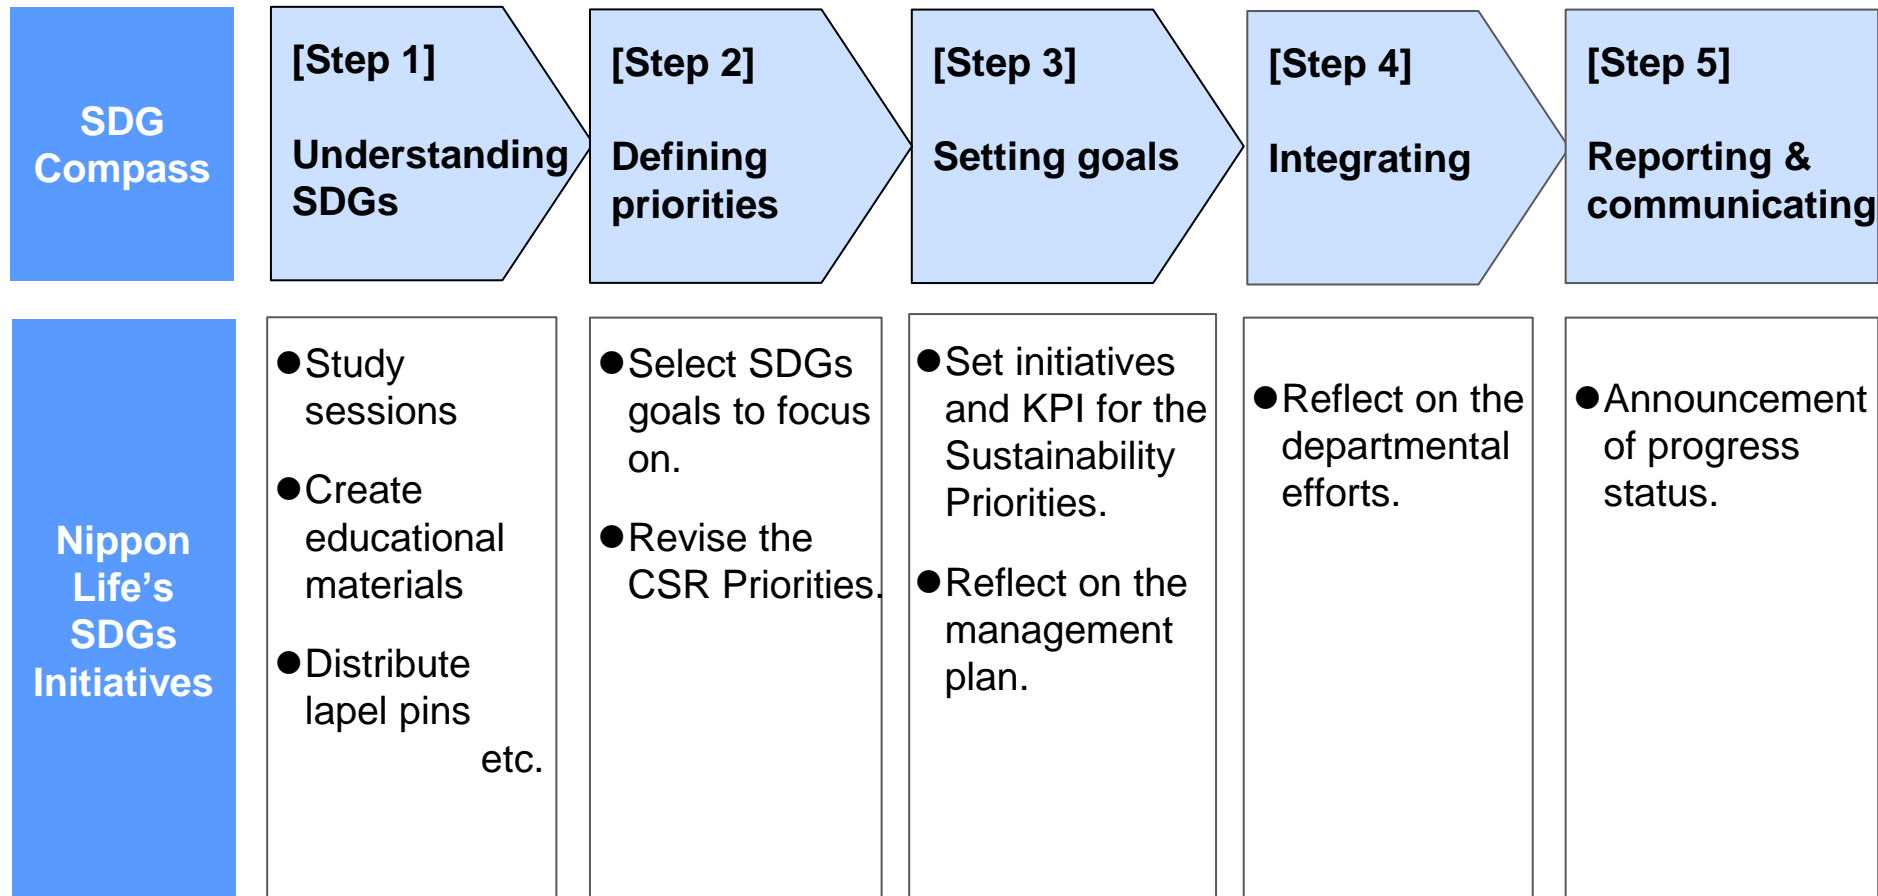 SDG
Compass
[Step 1]
Understanding
SDGs
[Step 2]
Defining
priorities
[Step 3]
Setting goals
[Step 4]
Integrating
[Step 5]
Reporting &
communicating
Nippon
Life’s
SDGs
Initiatives
●Study
sessions
●Create
educational
materials
●Distribute
lapel pins
etc.
●Select SDGs
goals to focus
on.
●Revise the
CSR Priorities.
●Set initiatives
and KPI for the
Sustainability
Priorities.
●Reflect on the
management
plan.
●Reflect on the
departmental
efforts.
●Announcement
of progress
status.